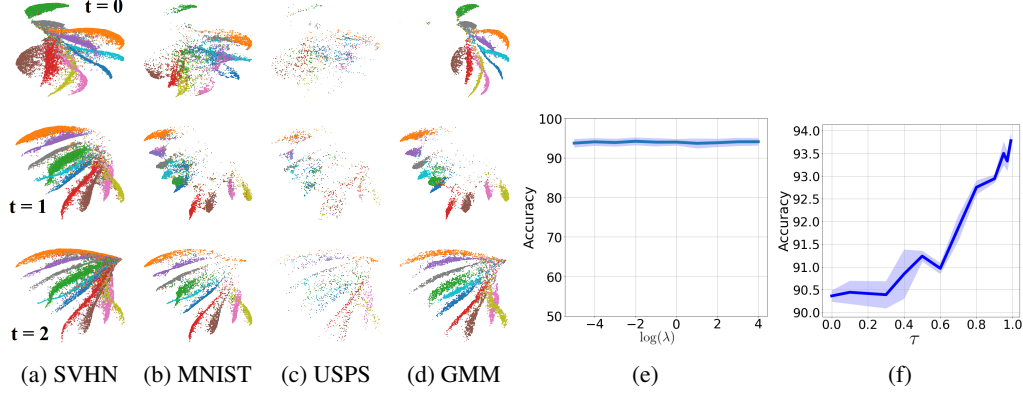 t = 0
t = 1
t = 2
(a) SVHN
(b) MNIST
(c) USPS
(d) GMM
100
90
80
70
60
50
Accuracy
−4
−2
0
2
4
log(λ)
(e)
94.0
93.5
93.0
92.5
92.0
91.5
91.0
90.5
90.0
Accuracy
0.0
0.2
0.4
0.6
0.8
1.0
τ
(f)